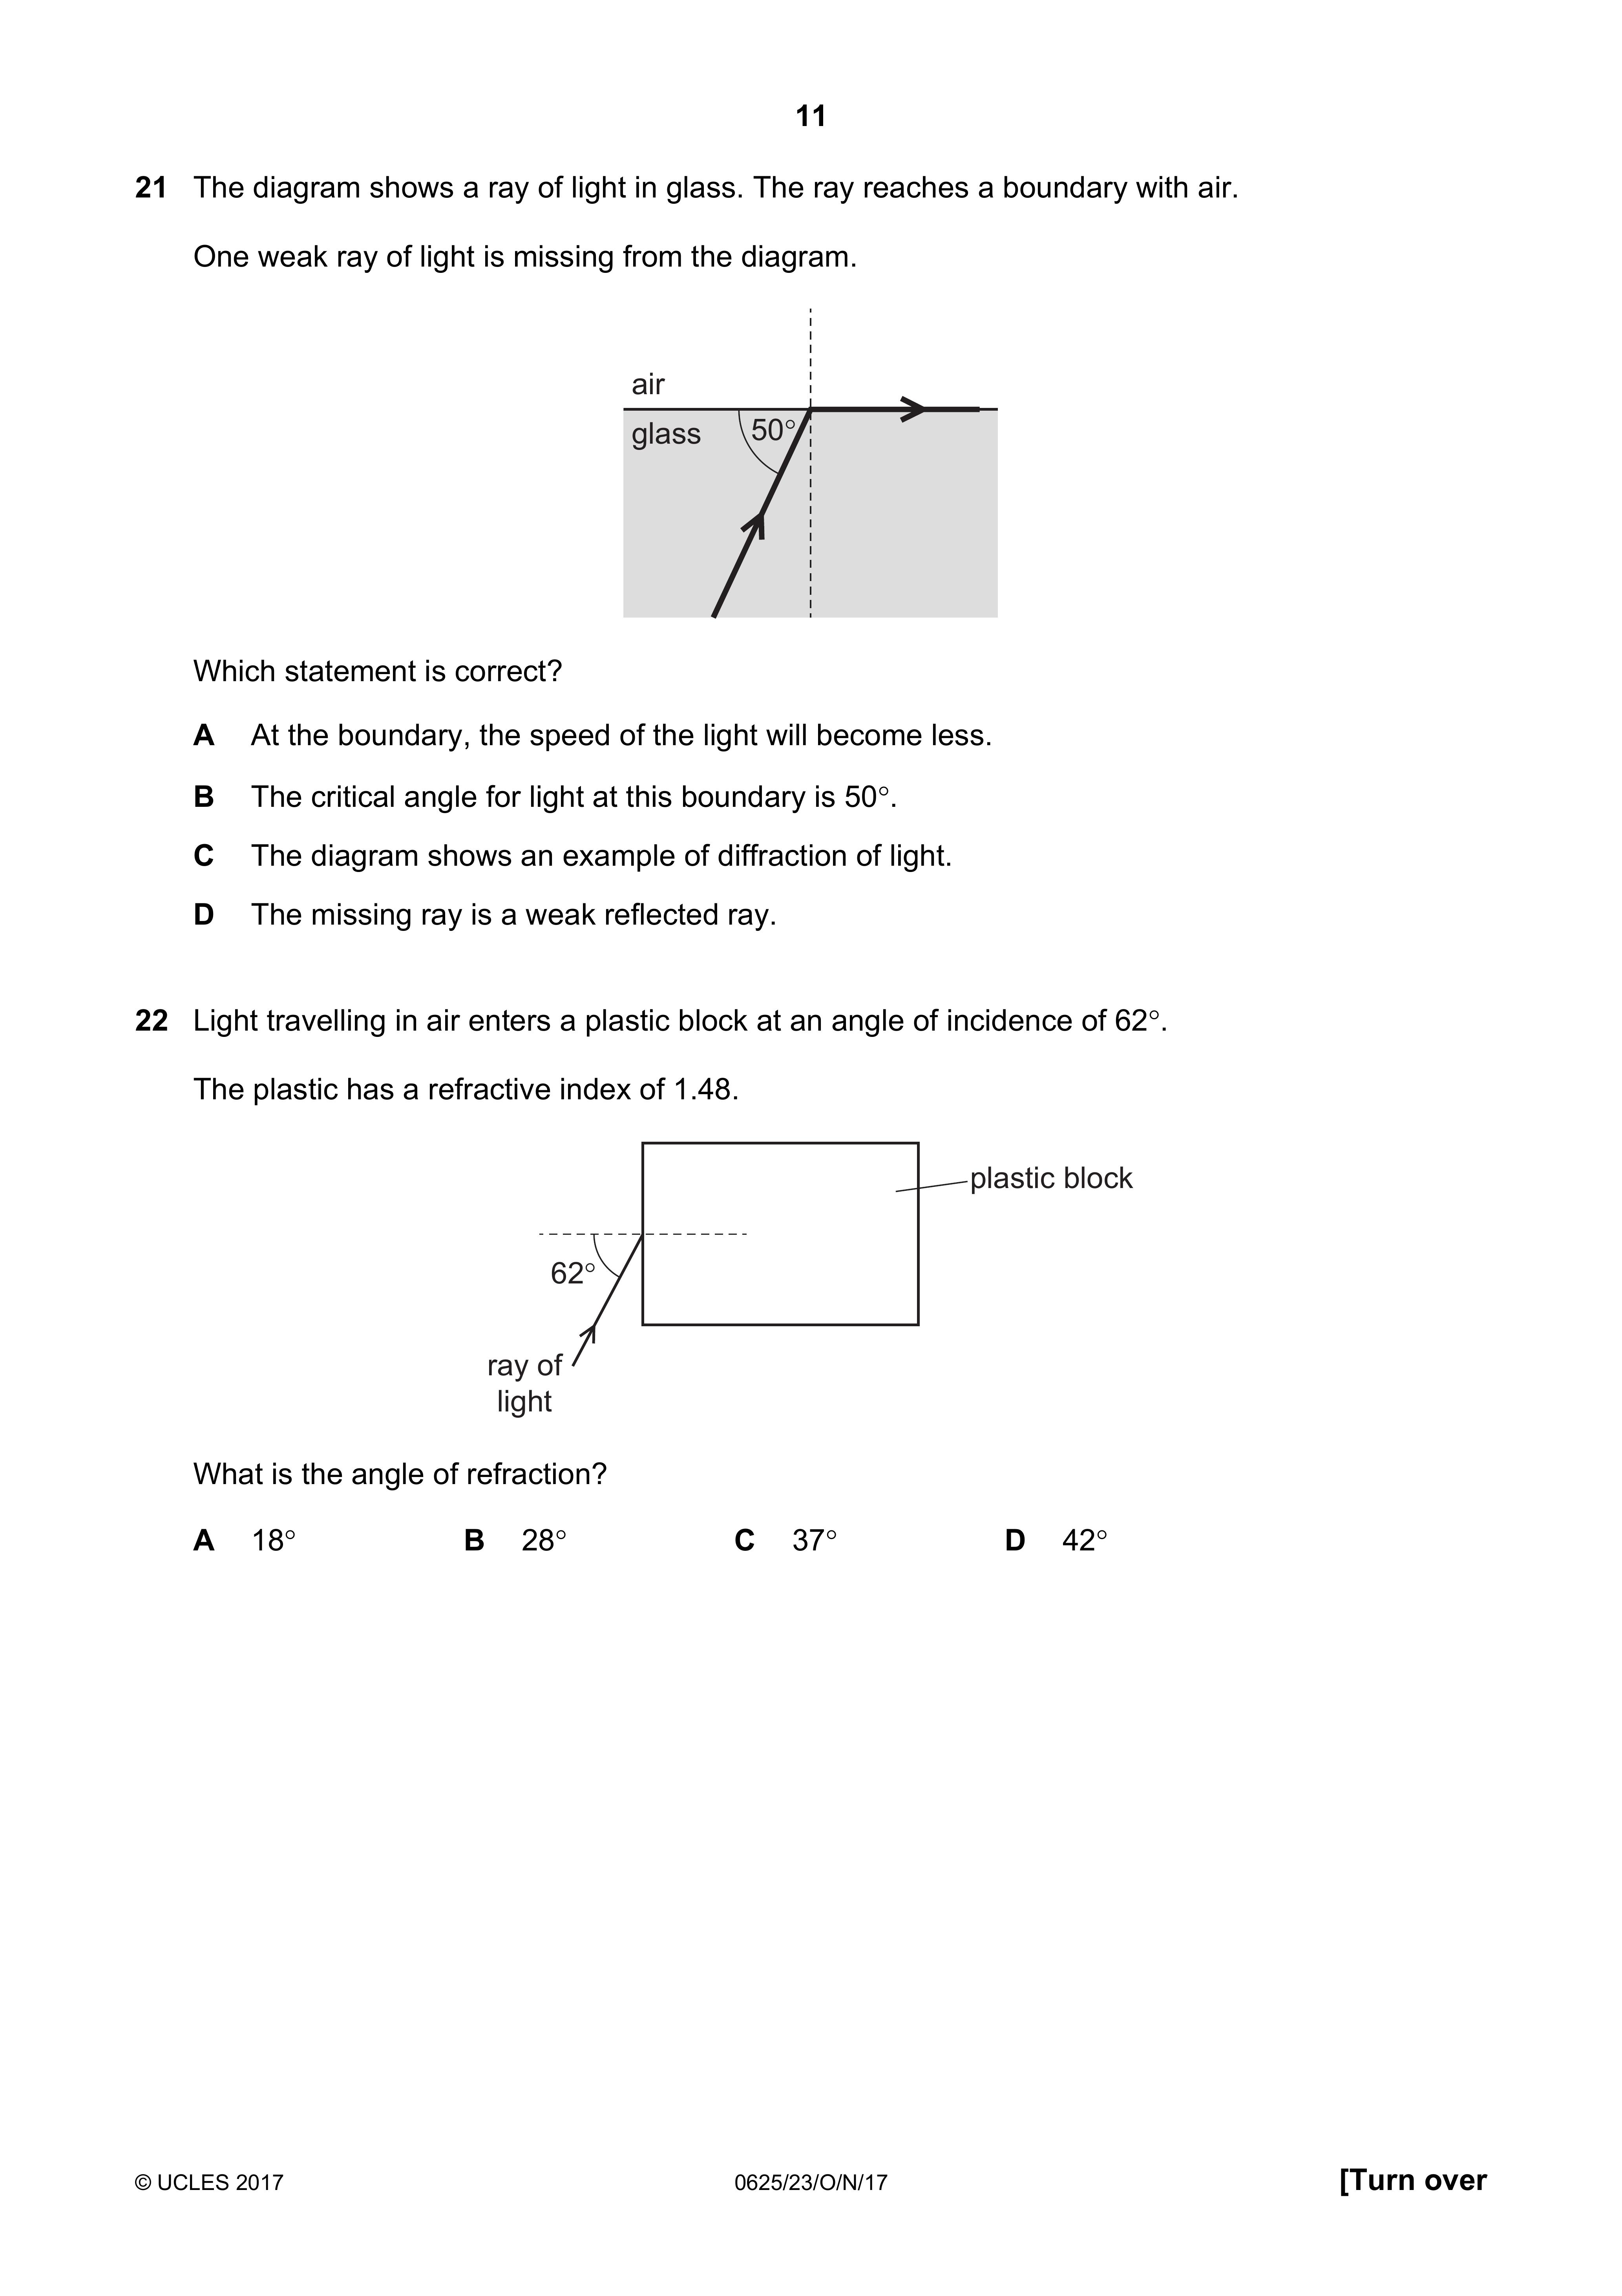 11
21 The diagram shows a ray of light in glass. The ray reaches a boundary with air.
One weak ray of light is missing from the diagram.
air
glass
50°
Which statement is correct?
A At the boundary, the speed of the light will become less.
B The critical angle for light at this boundary is 50°.
C The diagram shows an example of diffraction of light.
D The missing ray is a weak reflected ray.
22 Light travelling in air enters a plastic block at an angle of incidence of 62°.
The plastic has a refractive index of 1.48.
plastic block
62°
ray of
light
What is the angle of refraction?
A 18° B 28° C 37° D 42°
© UCLES 2017 0625/23/O/N/17 [Turn over